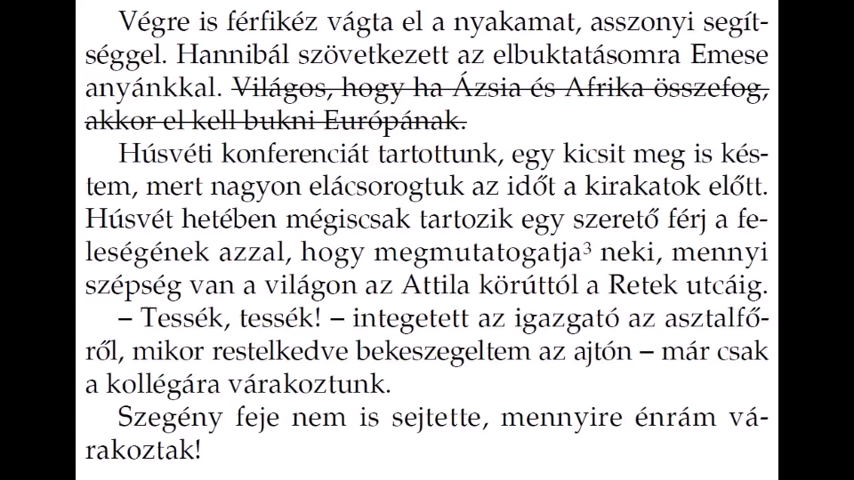 Végre is férfikéz vágta el a nyakamat, asszonyi segít-
séggel. Hannibál szövetkezett az elbuktatásomra Emese
anyánkkal. Világos, hogy ha Ázsia és Afrika összefog,
akkor el kell bukni Európának.
Húsvéti konferenciát tartottunk, egy kicsit meg is kés-
tem, mert nagyon elácsorogtuk az időt a kirakatok előtt.
Húsvét hetében mégiscsak tartozik egy szerető férj a fe-
leségének azzal, hogy megmutatogatja³ neki, mennyi
szépség van a világon az Attila körúttól a Retek utcáig.
– Tessék, tessék! – integetett az igazgató az asztalfő-
ről, mikor restelkedve bekeszegeltem az ajtón – már csak
a kollégára várakoztunk.
Szegény feje nem is sejtette, mennyire énrám vá-
rakoztak!